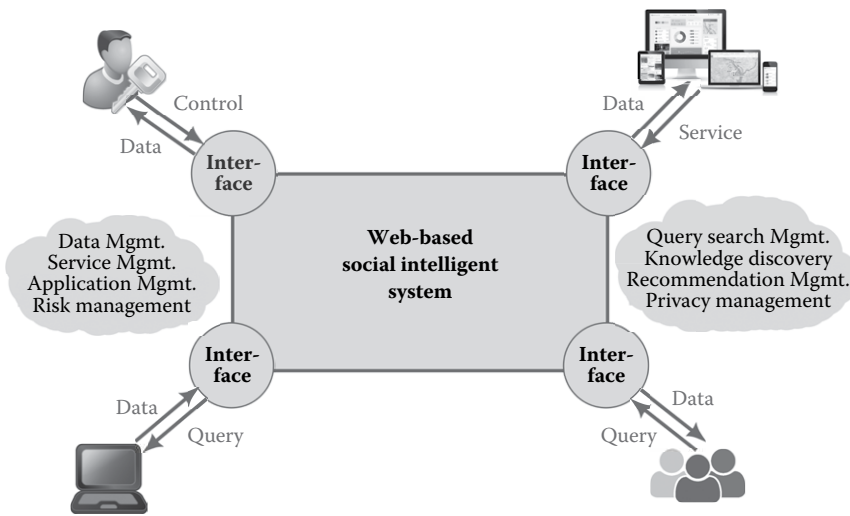 Control
Data
Data
Service
Inter-
face
Inter-
face
Web-based
social intelligent
system
Data Mgmt.
Service Mgmt.
Application Mgmt.
Risk management
Query search Mgmt.
Knowledge discovery
Recommendation Mgmt.
Privacy management
Inter-
face
Inter-
face
Data
Query
Data
Query